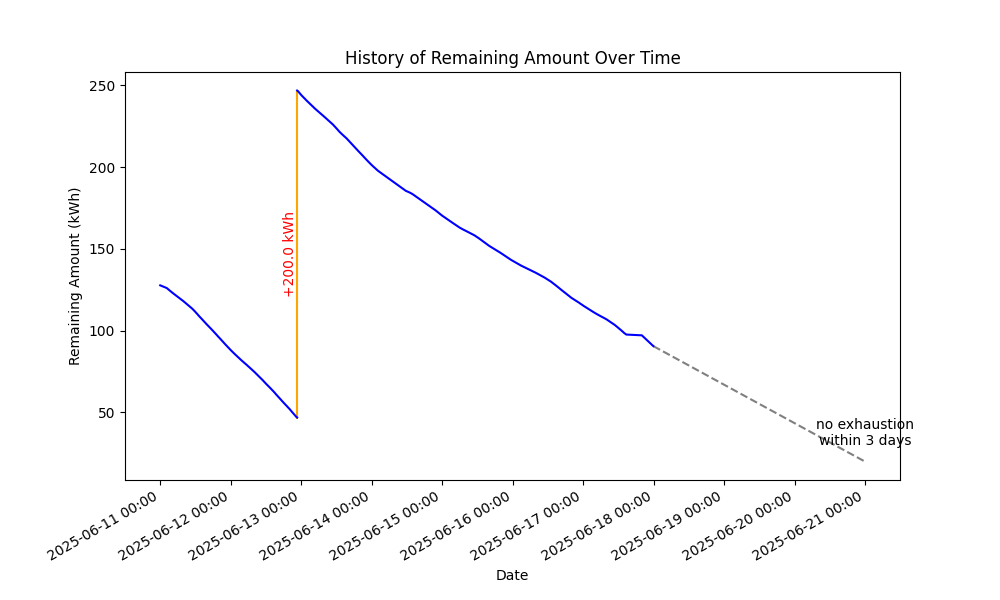 History of Remaining Amount Over Time
Remaining Amount (kWh)
250
200
150
100
50
+200.0 kWh
no exhaustion
within 3 days
2025-06-11 00:00
2025-06-12 00:00
2025-06-13 00:00
2025-06-14 00:00
2025-06-15 00:00
2025-06-16 00:00
2025-06-17 00:00
2025-06-18 00:00
2025-06-19 00:00
2025-06-20 00:00
2025-06-21 00:00
Date